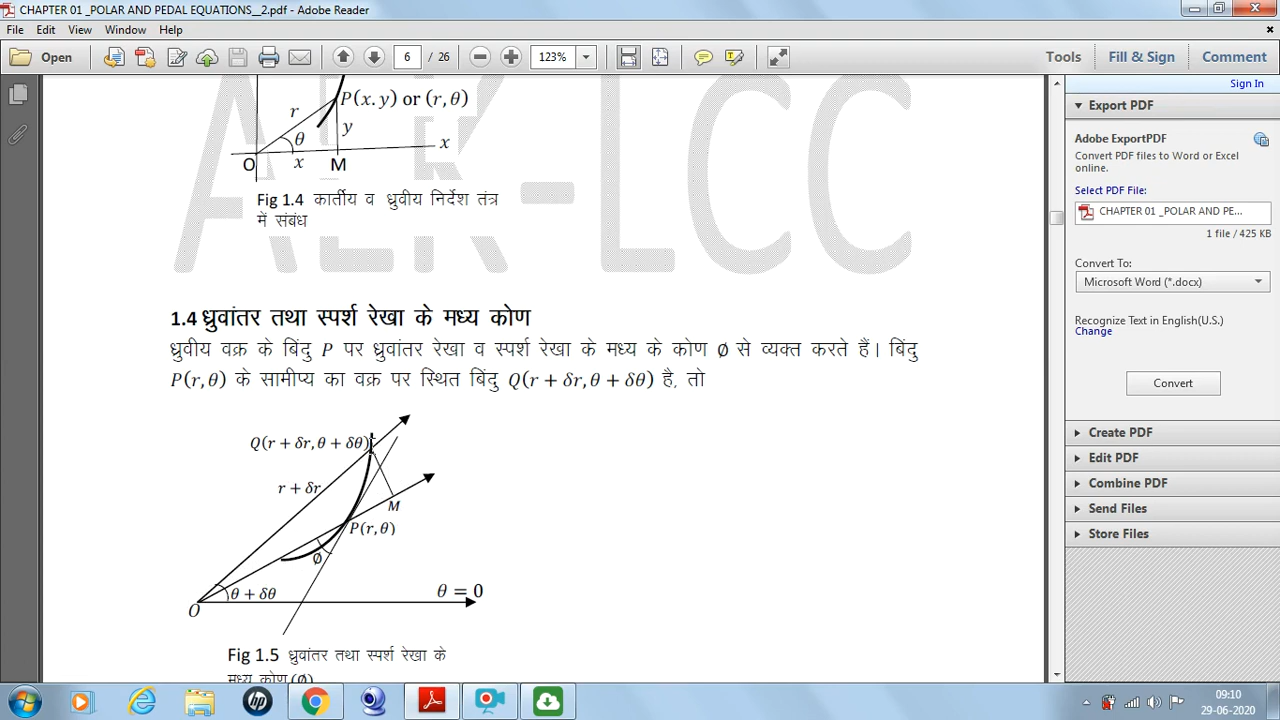 CHAPTER 01 _POLAR AND PEDAL EQUATIONS__2.pdf - Adobe Reader
File Edit View Window Help
Open 6 / 26 123% Tools Fill & Sign Comment
Sign In
Export PDF
Adobe ExportPDF
Convert PDF files to Word or Excel
online.
Select PDF File:
CHAPTER 01 _POLAR AND PE...
1 file / 425 KB
Convert To:
Microsoft Word (*.docx)
Recognize Text in English(U.S.)
Change
Convert
Create PDF
Edit PDF
Combine PDF
Send Files
Store Files
ALK-LCC
P(x.y) or (r,θ)
r
y
θ
x
O x M
Fig 1.4 कार्तीय व ध्रुवीय निर्देश तंत्र
में संबंध
1.4 ध्रुवांतर तथा स्पर्श रेखा के मध्य कोण
ध्रुवीय वक्र के बिंदु P पर ध्रुवांतर रेखा व स्पर्श रेखा के मध्य के कोण ∅ से व्यक्त करते हैं। बिंदु
P(r,θ) के सामीप्य का वक्र पर स्थित बिंदु Q(r + δr,θ + δθ) है, तो
Q(r + δr,θ + δθ)
r + δr
M
P(r,θ)
∅
θ + δθ
θ = 0
O
Fig 1.5 ध्रुवांतर तथा स्पर्श रेखा के
मध्य कोण (∅)
09:10
29-06-2020